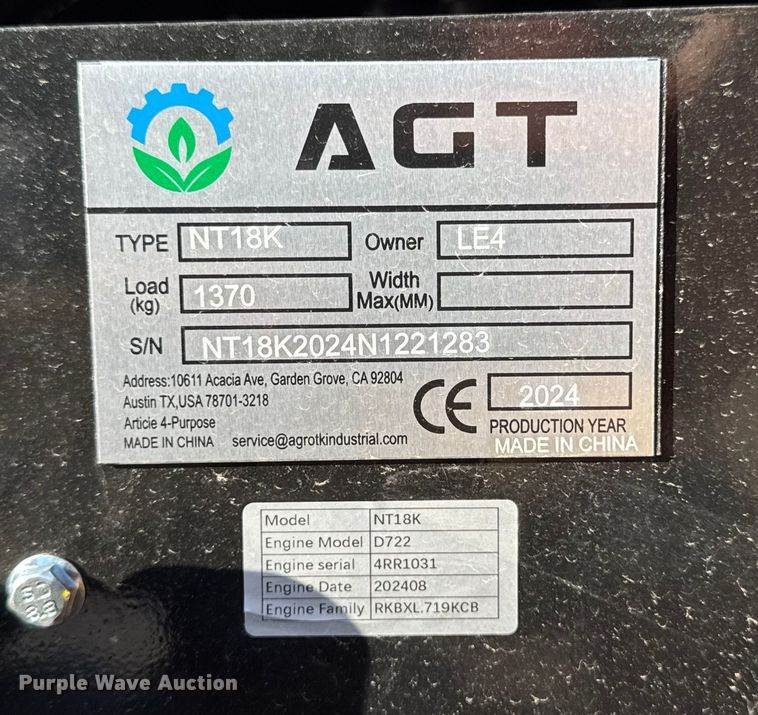 AGT
TYPE NT18K Owner LE4
Load (kg) 1370 Width Max(MM)
S/N NT18K2024N1221283
Address:10611 Acacia Ave, Garden Grove, CA 92804
Austin TX,USA 78701-3218
Articie 4-Purpose
MADE IN CHINA service@agrotkindustrial.com
CE 2024
PRODUCTION YEAR
MADE IN CHINA
Model NT18K
Engine Model D722
Engine serial 4RR1031
Engine Date 202408
Engine Family RKBXL.719KCB
8.8
Purple Wave Auction